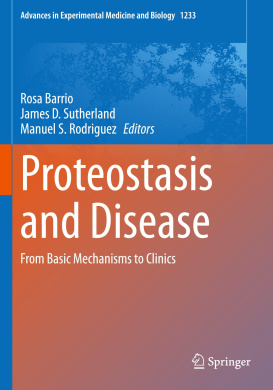 Advances in Experimental Medicine and Biology 1233
Rosa Barrio
James D. Sutherland
Manuel S. Rodriguez Editors
Proteostasis
and Disease
From Basic Mechanisms to Clinics
Springer